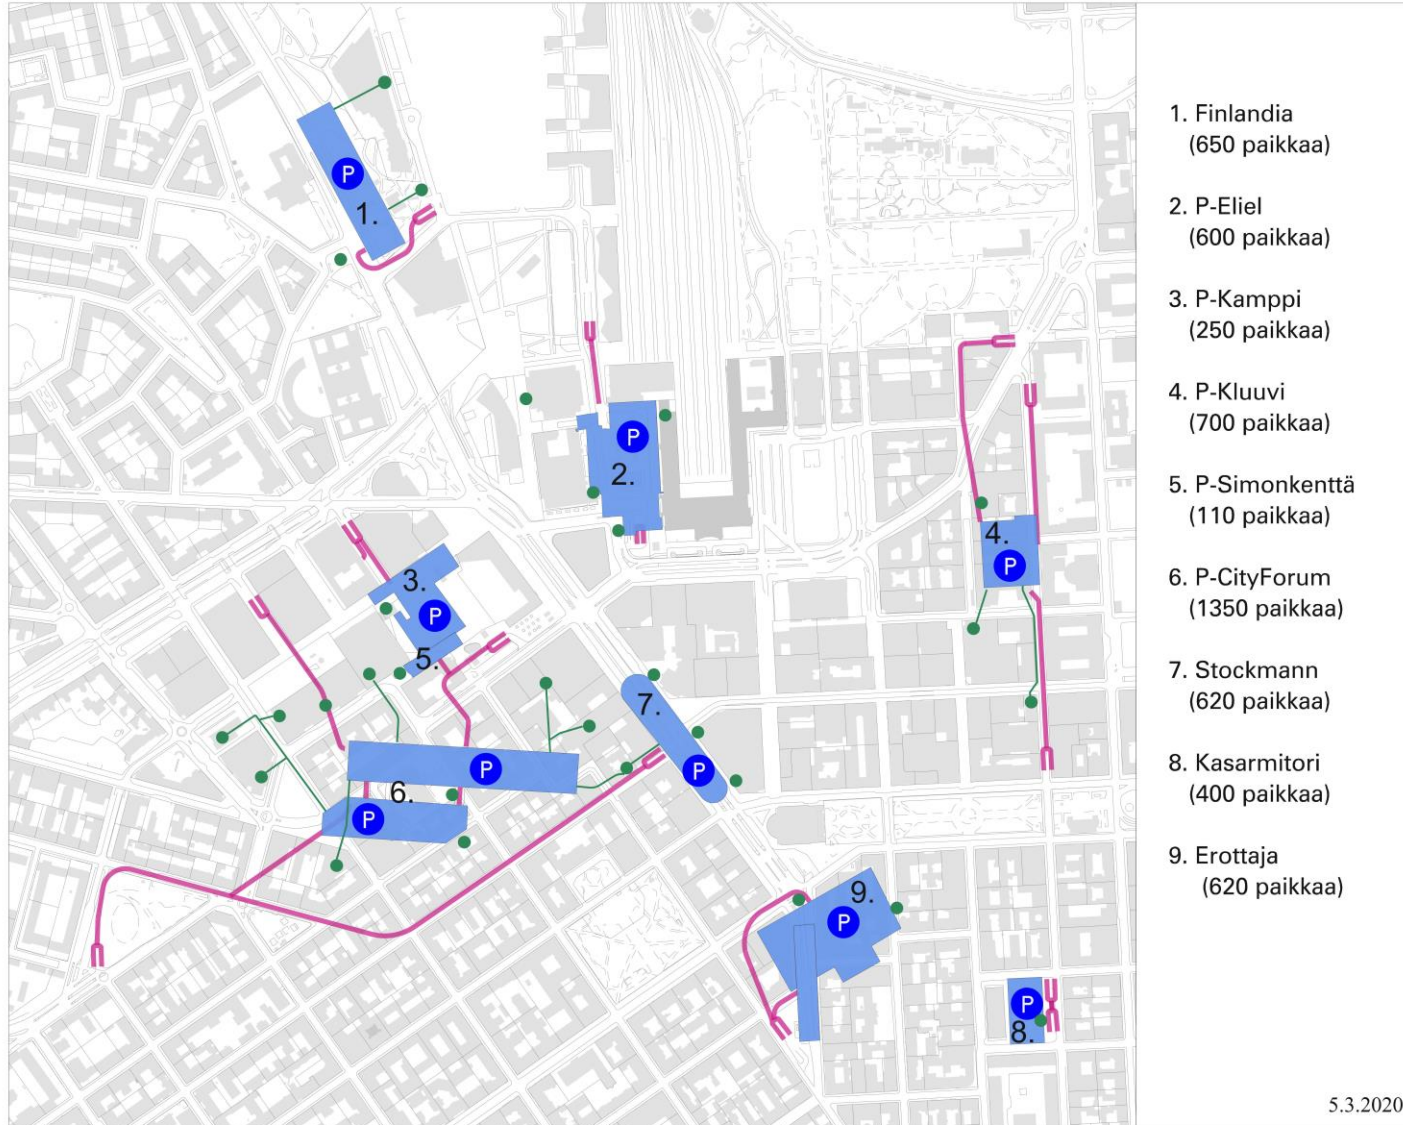 1. Finlandia
(650 paikkaa)
2. P-Eliel
(600 paikkaa)
3. P-Kamppi
(250 paikkaa)
4. P-Kluuvi
(700 paikkaa)
5. P-Simonkenttä
(110 paikkaa)
6. P-CityForum
(1350 paikkaa)
7. Stockmann
(620 paikkaa)
8. Kasarmitori
(400 paikkaa)
9. Erottaja
(620 paikkaa)
5.3.2020
P
1.
P
2.
3.
P
4.
P
5.
P
6.
P
7.
P
9.
P
P
8.